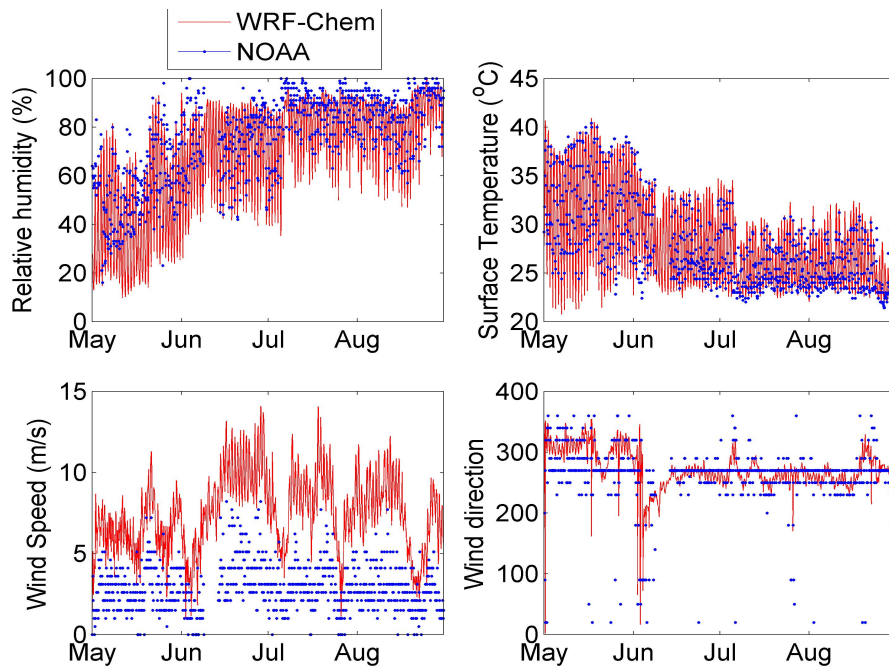 WRF-Chem
NOAA
Relative humidity (%)
100
80
60
40
20
0
May Jun Jul Aug
Surface Temperature (°C)
45
40
35
30
25
20
May Jun Jul Aug
Wind Speed (m/s)
15
10
5
0
May Jun Jul Aug
Wind direction
400
300
200
100
0
May Jun Jul Aug